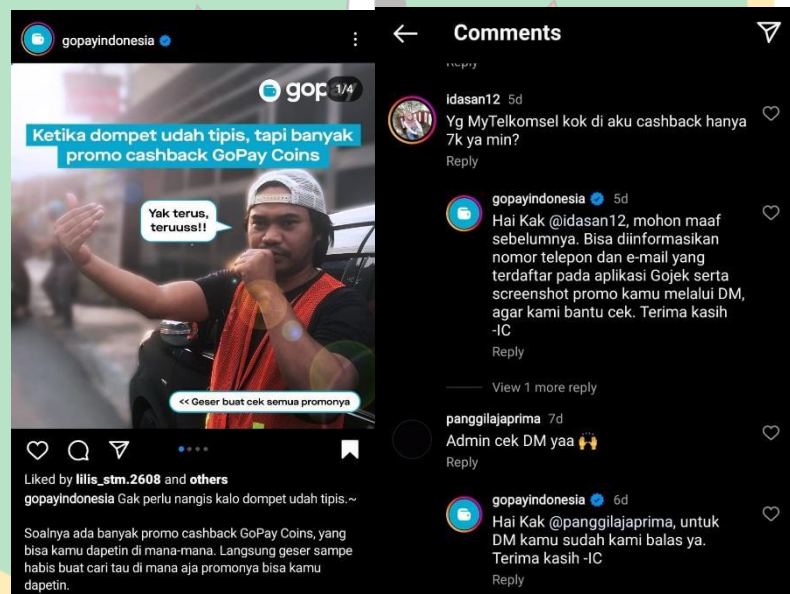 gopayindonesia
gopay
1/4
Ketika dompet udah tipis, tapi banyak
promo cashback GoPay Coins
Yak terus,
teruuss!!
<< Geser buat cek semua promonya
Liked by lilis_stm.2608 and others
gopayindonesia Gak perlu nangis kalo dompet udah tipis.~
Soalnya ada banyak promo cashback GoPay Coins, yang
bisa kamu dapetin di mana-mana. Langsung geser sampe
habis buat cari tau di mana aja promonya bisa kamu
dapetin.
Comments
Reply
idasan12 5d
Yg MyTelkomsel kok di aku cashback hanya
7k ya min?
Reply
gopayindonesia 5d
Hai Kak @idasan12, mohon maaf
sebelumnya. Bisa diinformasikan
nomor telepon dan e-mail yang
terdaftar pada aplikasi Gojek serta
screenshot promo kamu melalui DM,
agar kami bantu cek. Terima kasih
-IC
Reply
View 1 more reply
panggilajaprima 7d
Admin cek DM yaa 🙌
Reply
gopayindonesia 6d
Hai Kak @panggilajaprima, untuk
DM kamu sudah kami balas ya.
Terima kasih -IC
Reply